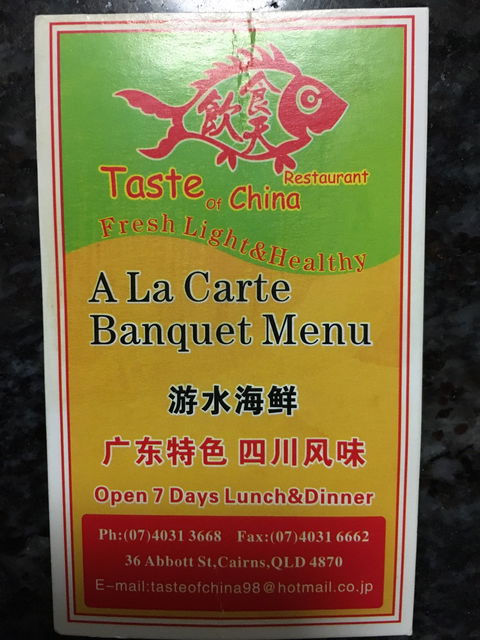 飲食天
Taste Of China Restaurant
Fresh Light&Healthy
A La Carte
Banquet Menu
游水海鲜
广东特色 四川风味
Open 7 Days Lunch&Dinner
Ph:(07)4031 3668 Fax:(07)4031 6662
36 Abbott St,Cairns,QLD 4870
E-mail:tasteofchina98@hotmail.co.jp